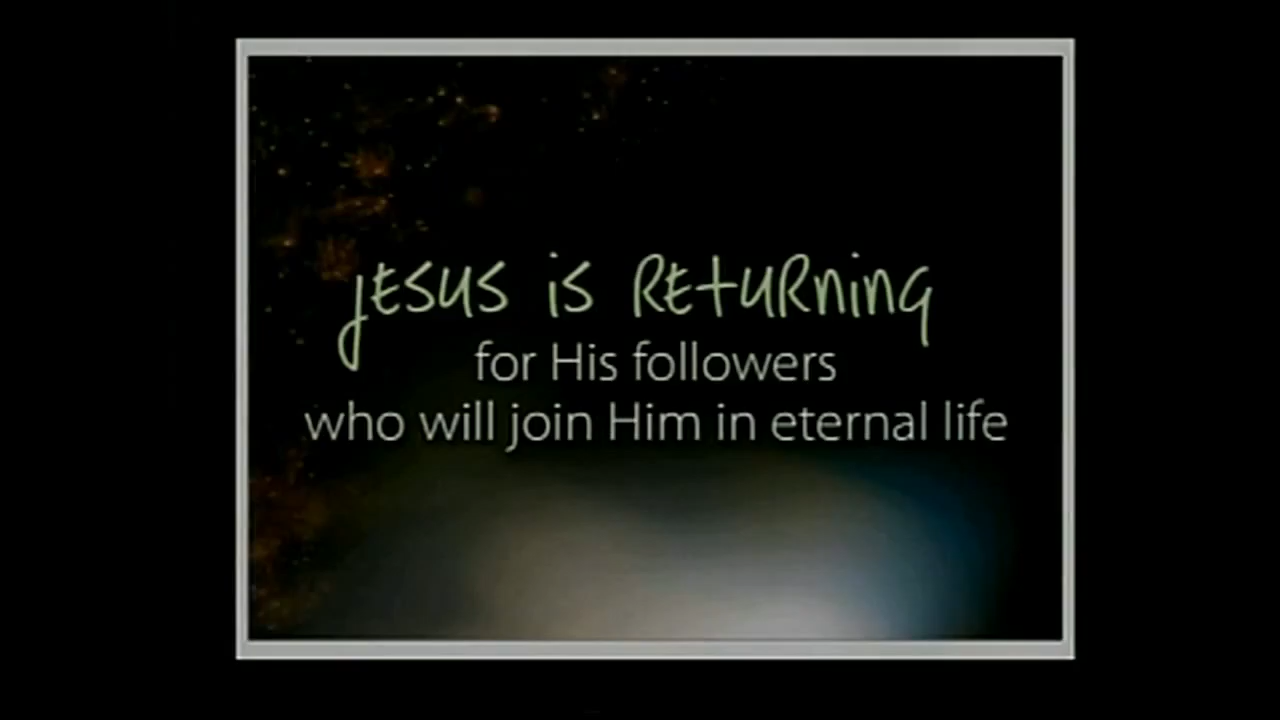 JESUS is RETURning
for His followers
who will join Him in eternal life